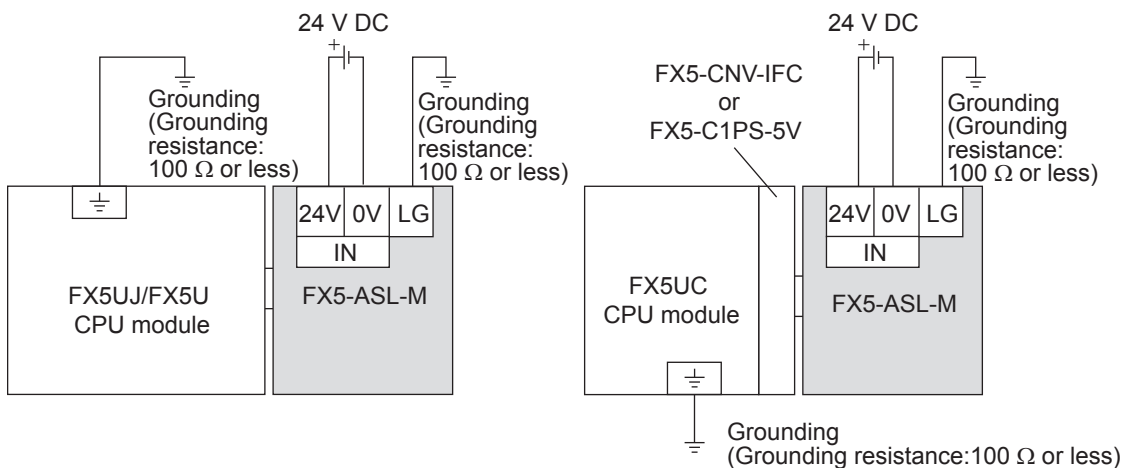 24 V DC
+
Grounding
(Grounding
resistance:
100 Ω or less)
Grounding
(Grounding
resistance:
100 Ω or less)
24V 0V LG
IN
FX5UJ/FX5U
CPU module
FX5-ASL-M
24 V DC
+
FX5-CNV-IFC
or
FX5-C1PS-5V
Grounding
(Grounding
resistance:
100 Ω or less)
24V 0V LG
IN
FX5UC
CPU module
FX5-ASL-M
Grounding
(Grounding resistance:100 Ω or less)